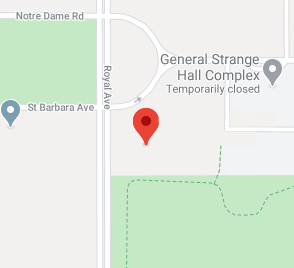 Notre Dame Rd
General Strange
Hall Complex
Temporarily closed
Royal Ave
St Barbara Ave